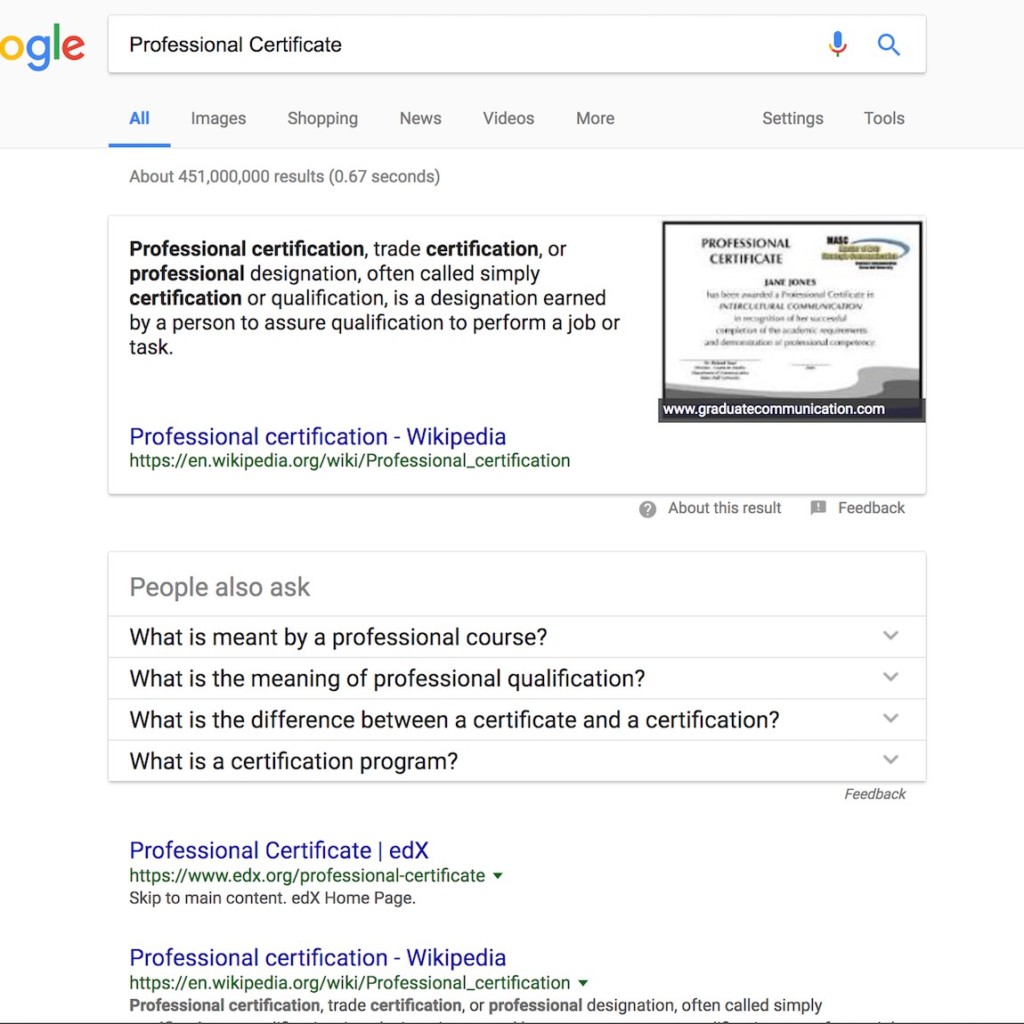 ogle
Professional Certificate
All Images Shopping News Videos More Settings Tools
About 451,000,000 results (0.67 seconds)
Professional certification, trade certification, or
professional designation, often called simply
certification or qualification, is a designation earned
by a person to assure qualification to perform a job or
task.
PROFESSIONAL
CERTIFICATE
MASC
JANE JONES
has been awarded a Professional Certificate in
INTERCULTURAL COMMUNICATION
in recognition of her successful
completion of the academic requirements
and demonstration of professional competency
www.graduatecommunication.com
Professional certification - Wikipedia
https://en.wikipedia.org/wiki/Professional_certification
About this result Feedback
People also ask
What is meant by a professional course?
What is the meaning of professional qualification?
What is the difference between a certificate and a certification?
What is a certification program?
Feedback
Professional Certificate | edX
https://www.edx.org/professional-certificate
Skip to main content. edX Home Page.
Professional certification - Wikipedia
https://en.wikipedia.org/wiki/Professional_certification
Professional certification, trade certification, or professional designation, often called simply